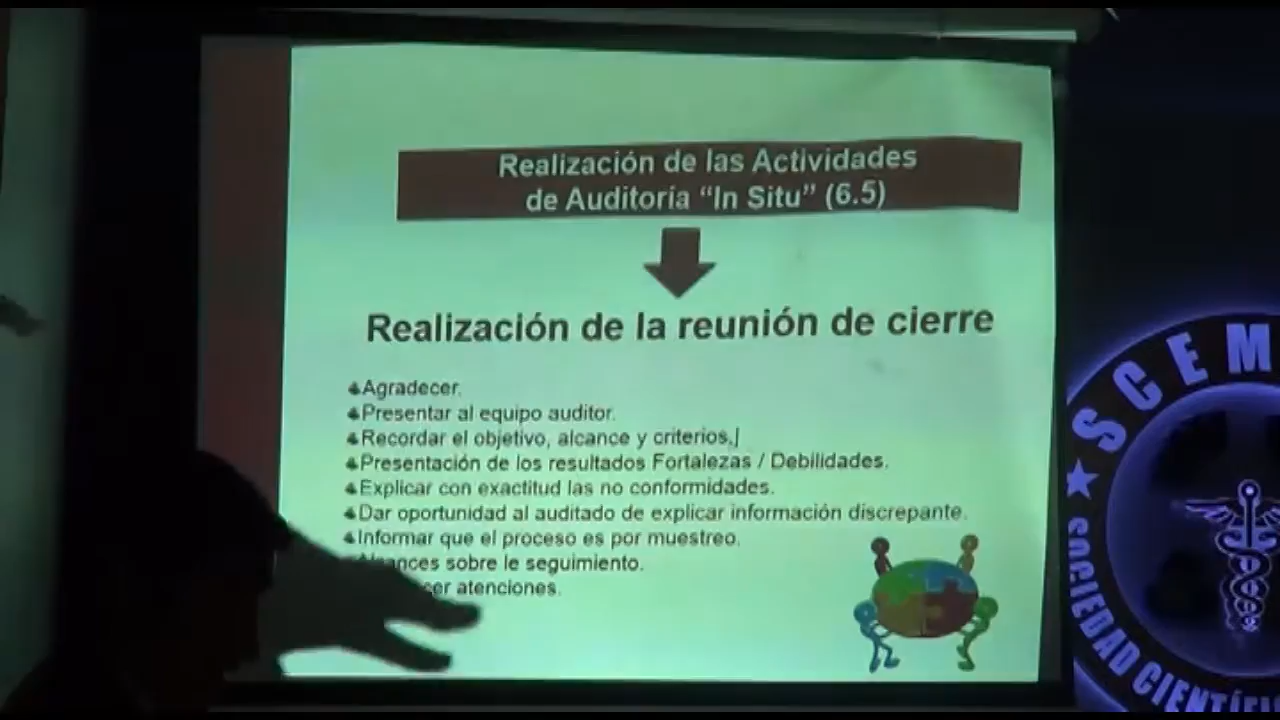 Realización de las Actividades
de Auditoría “In Situ” (6.5)
Realización de la reunión de cierre
Agradecer.
Presentar al equipo auditor.
Recordar el objetivo, alcance y criterios.
Presentación de los resultados Fortalezas / Debilidades.
Explicar con exactitud las no conformidades.
Dar oportunidad al auditado de explicar información discrepante.
Informar que el proceso es por muestreo.
sobre le seguimiento.
atenciones.
SCEM
SOCIEDAD